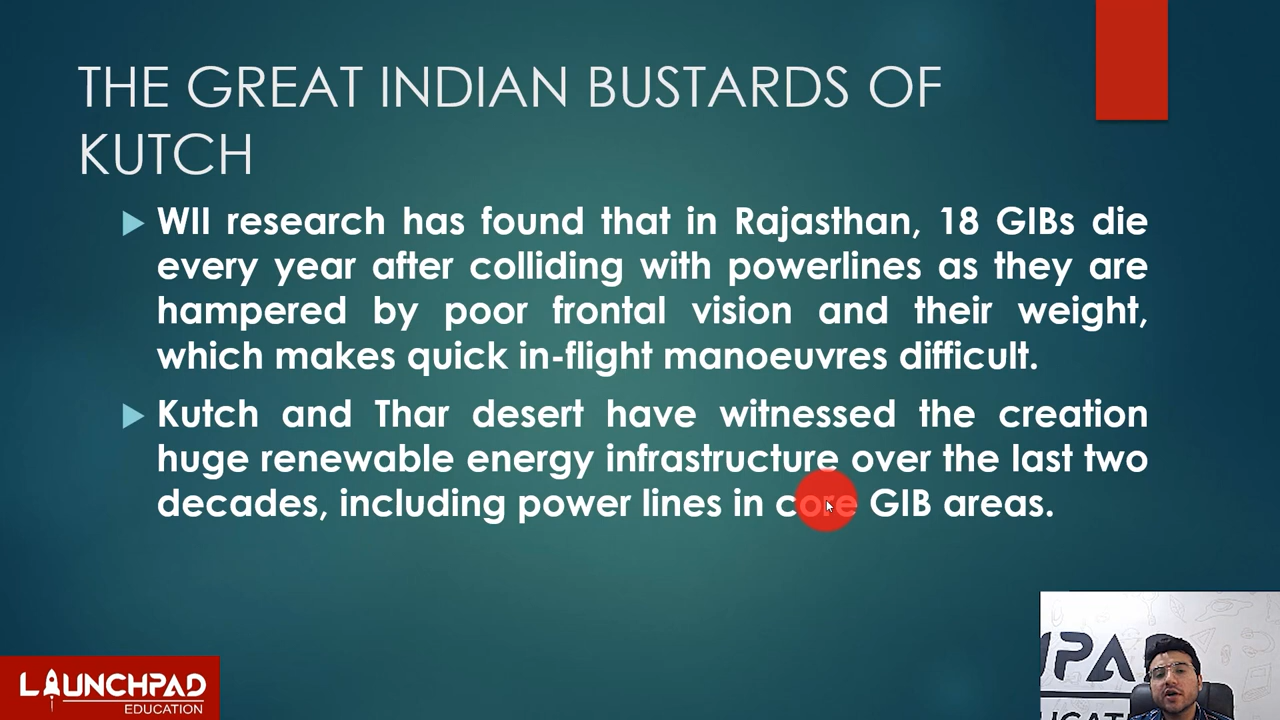 THE GREAT INDIAN BUSTARDS OF
KUTCH
WII research has found that in Rajasthan, 18 GIBs die
every year after colliding with powerlines as they are
hampered by poor frontal vision and their weight,
which makes quick in-flight manoeuvres difficult.
Kutch and Thar desert have witnessed the creation
huge renewable energy infrastructure over the last two
decades, including power lines in core GIB areas.
LAUNCHPAD
EDUCATION